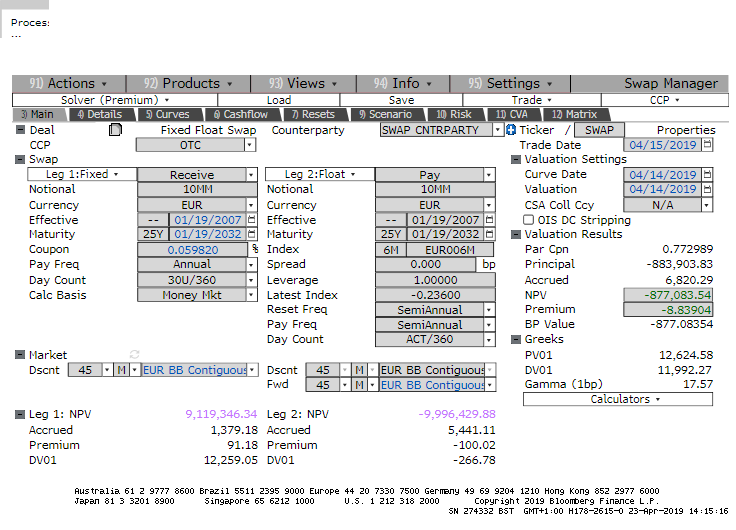 Proces:
...
91) Actions ▾ 92) Products ▾ 93) Views ▾ 94) Info ▾ 95) Settings ▾ Swap Manager
Solver (Premium) ▾ Load Save Trade ▾ CCP ▾
3) Main 4) Details 5) Curves 6) Cashflow 7) Resets 9) Scenario 10) Risk 11) CVA 12) Matrix
Deal Fixed Float Swap Counterparty SWAP CNTRPARTY Ticker / SWAP Properties
CCP OTC Trade Date 04/15/2019
Swap Valuation Settings
Leg 1:Fixed ▾ Receive Leg 2:Float ▾ Pay Curve Date 04/14/2019
Notional 10MM Notional 10MM Valuation 04/14/2019
Currency EUR Currency EUR CSA Coll Ccy N/A
Effective -- 01/19/2007 Effective -- 01/19/2007 OIS DC Stripping
Maturity 25Y 01/19/2032 Maturity 25Y 01/19/2032 Valuation Results
Coupon 0.059820 % Index 6M EUR006M Par Cpn 0.772989
Pay Freq Annual Spread 0.000 bp Principal -883,903.83
Day Count 30U/360 Leverage 1.00000 Accrued 6,820.29
Calc Basis Money Mkt Latest Index -0.23600 NPV -877,083.54
Reset Freq SemiAnnual Premium -8.83904
Pay Freq SemiAnnual BP Value -877.08354
Day Count ACT/360 Greeks
Market PV01 12,624.58
Dscnt 45 M EUR BB Contiguous Dscnt 45 M EUR BB Contiguous DV01 11,992.27
Fwd 45 M EUR BB Contiguous Gamma (1bp) 17.57
Calculators ▾
Leg 1: NPV 9,119,346.34 Leg 2: NPV -9,996,429.88
Accrued 1,379.18 Accrued 5,441.11
Premium 91.18 Premium -100.02
DV01 12,259.05 DV01 -266.78
Australia 61 2 9777 8600 Brazil 5511 2395 9000 Europe 44 20 7330 7500 Germany 49 69 9204 1210 Hong Kong 852 2977 6000
Japan 81 3 3201 8900 Singapore 65 6212 1000 U.S. 1 212 318 2000 Copyright 2019 Bloomberg Finance L.P.
SN 274332 BST GMT+1:00 H178-2615-0 23-Apr-2019 14:15:16